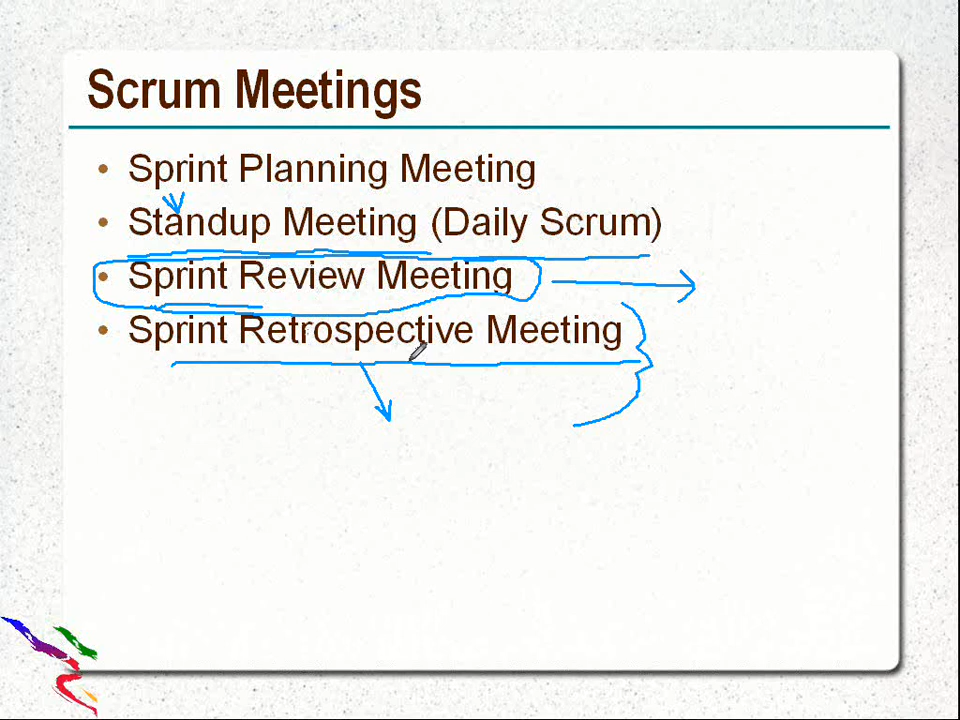 Scrum Meetings
• Sprint Planning Meeting
• Standup Meeting (Daily Scrum)
• Sprint Review Meeting
• Sprint Retrospective Meeting